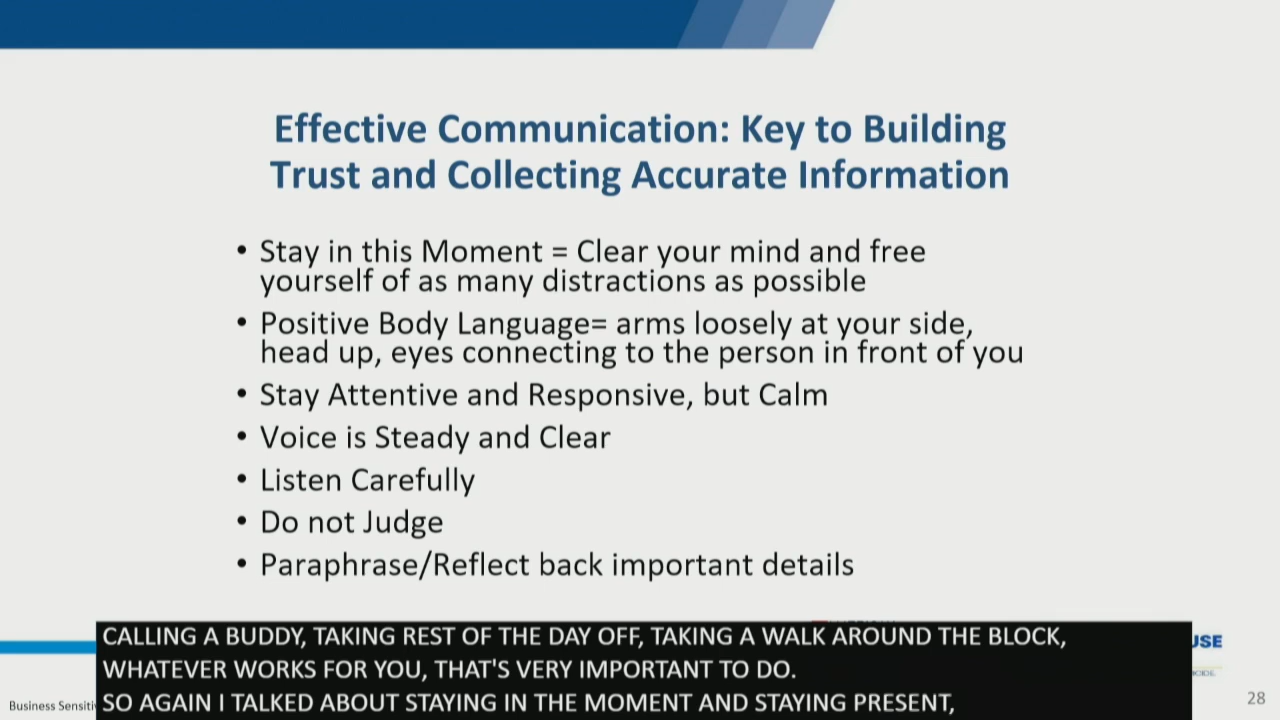 Effective Communication: Key to Building
Trust and Collecting Accurate Information
• Stay in this Moment = Clear your mind and free
yourself of as many distractions as possible
• Positive Body Language= arms loosely at your side,
head up, eyes connecting to the person in front of you
• Stay Attentive and Responsive, but Calm
• Voice is Steady and Clear
• Listen Carefully
• Do not Judge
• Paraphrase/Reflect back important details
CALLING A BUDDY, TAKING REST OF THE DAY OFF, TAKING A WALK AROUND THE BLOCK,
WHATEVER WORKS FOR YOU, THAT'S VERY IMPORTANT TO DO.
SO AGAIN I TALKED ABOUT STAYING IN THE MOMENT AND STAYING PRESENT,
Business
28